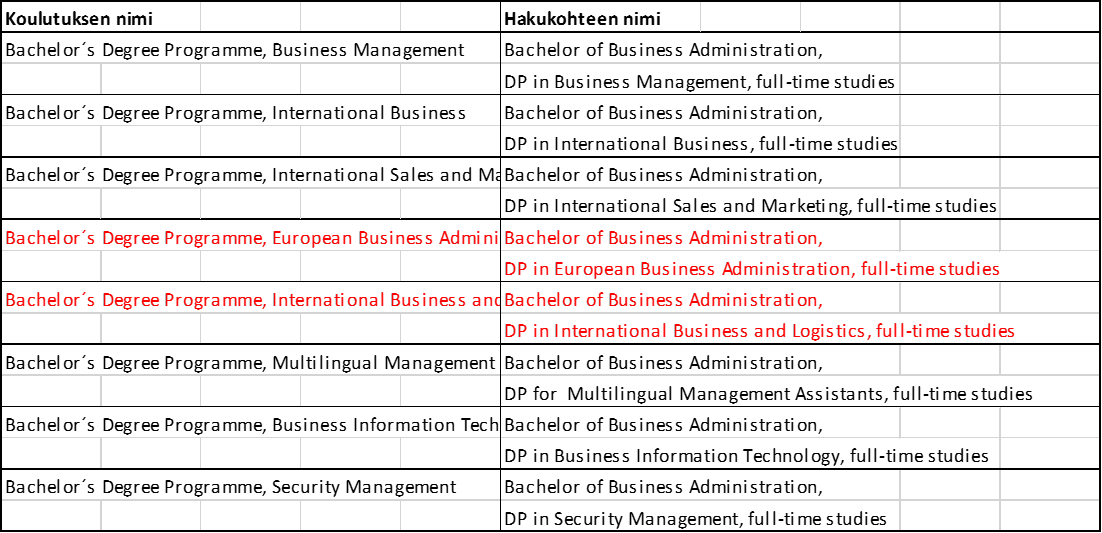 Koulutuksen nimi Hakukohteen nimi
Bachelor´s Degree Programme, Business Management Bachelor of Business Administration,
DP in Business Management, full-time studies
Bachelor´s Degree Programme, International Business Bachelor of Business Administration,
DP in International Business, full-time studies
Bachelor´s Degree Programme, International Sales and Ma Bachelor of Business Administration,
DP in International Sales and Marketing, full-time studies
Bachelor´s Degree Programme, European Business Admini Bachelor of Business Administration,
DP in European Business Administration, full-time studies
Bachelor´s Degree Programme, International Business and Bachelor of Business Administration,
DP in International Business and Logistics, full-time studies
Bachelor´s Degree Programme, Multilingual Management Bachelor of Business Administration,
DP for  Multilingual Management Assistants, full-time studies
Bachelor´s Degree Programme, Business Information Tech Bachelor of Business Administration,
DP in Business Information Technology, full-time studies
Bachelor´s Degree Programme, Security Management Bachelor of Business Administration,
DP in Security Management, full-time studies